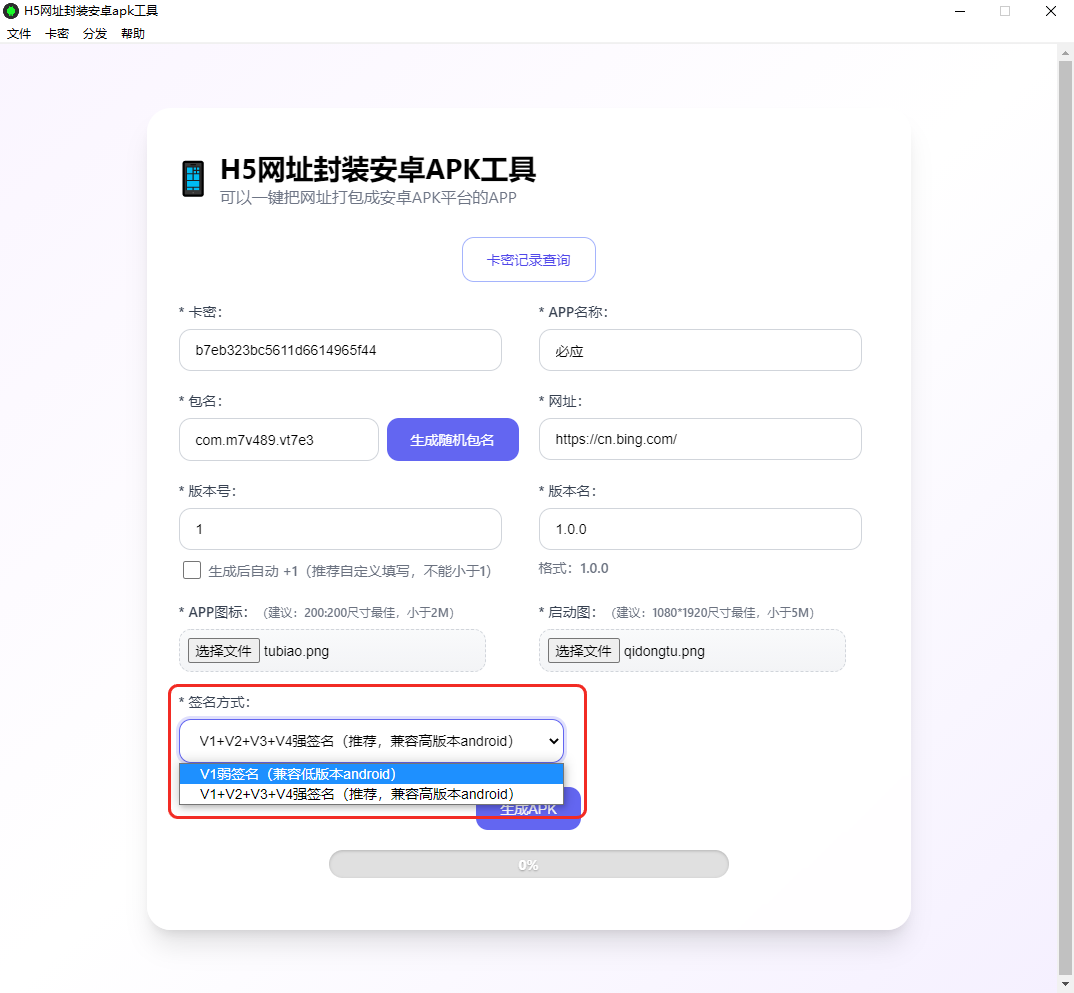 H5网址封装安卓apk工具
文件 卡密 分发 帮助
H5网址封装安卓APK工具
可以一键把网址打包成安卓APK平台的APP
卡密记录查询
* 卡密： * APP名称：
b7eb323bc5611d6614965f44 必应
* 包名： * 网址：
com.m7v489.vt7e3 生成随机包名 https://cn.bing.com/
* 版本号： * 版本名：
1 1.0.0
生成后自动 +1（推荐自定义填写，不能小于1） 格式：1.0.0
* APP图标：（建议：200:200尺寸最佳，小于2M） * 启动图：（建议：1080*1920尺寸最佳，小于5M）
选择文件 tubiao.png 选择文件 qidongtu.png
* 签名方式：
V1+V2+V3+V4强签名（推荐，兼容高版本android）
V1弱签名（兼容低版本android）
V1+V2+V3+V4强签名（推荐，兼容高版本android）
生成APK
0%